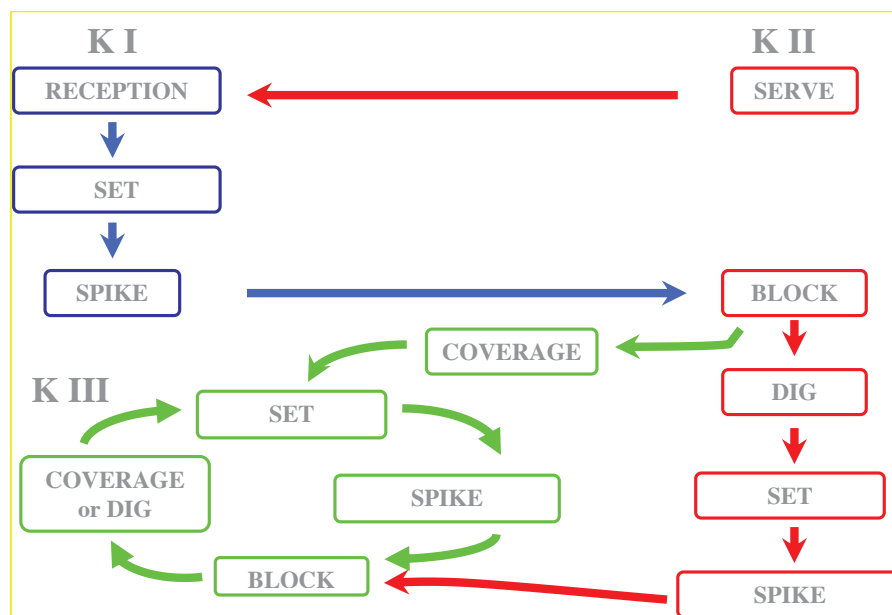 K I
K II
RECEPTION
SERVE
SET
SPIKE
BLOCK
COVERAGE
K III
SET
DIG
COVERAGE
or DIG
SPIKE
SET
BLOCK
SPIKE